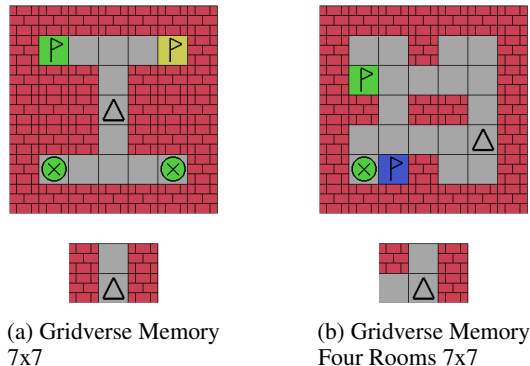 (a) Gridverse Memory
7x7
(b) Gridverse Memory
Four Rooms 7x7